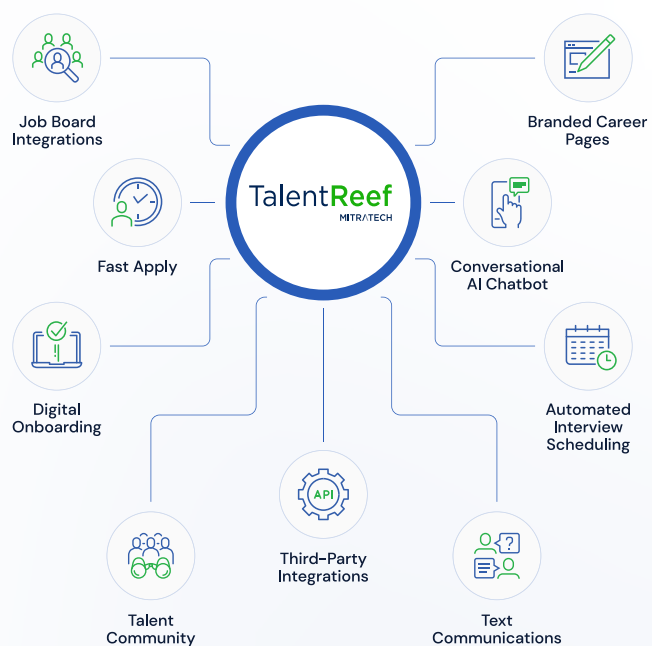 Job Board
Integrations
Branded Career
Pages
TalentReef
MITRATECH
Fast Apply
Conversational
AI Chatbot
Digital
Onboarding
Automated
Interview
Scheduling
API
Third-Party
Integrations
?
Talent
Community
Text
Communications